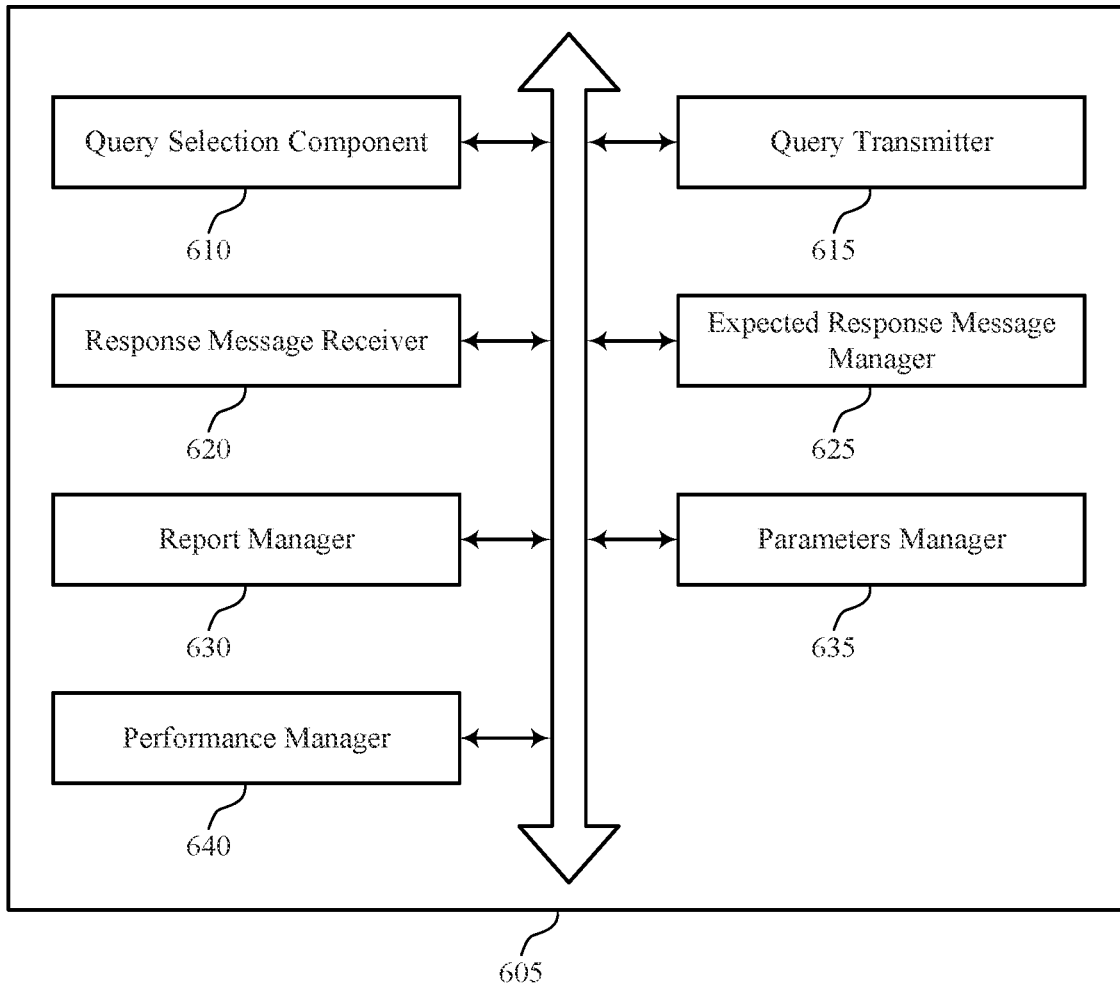 Query Selection Component
610
Query Transmitter
615
Response Message Receiver
620
Expected Response Message
Manager
625
Report Manager
630
Parameters Manager
635
Performance Manager
640
605